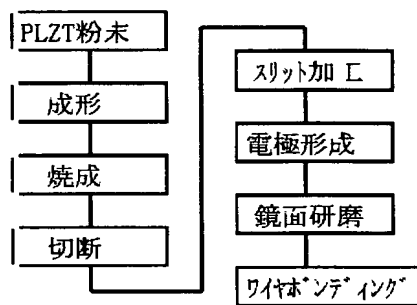 PLZT粉末
成形
焼成
切断
スリット加工
電極形成
鏡面研磨
ワイヤボンディング